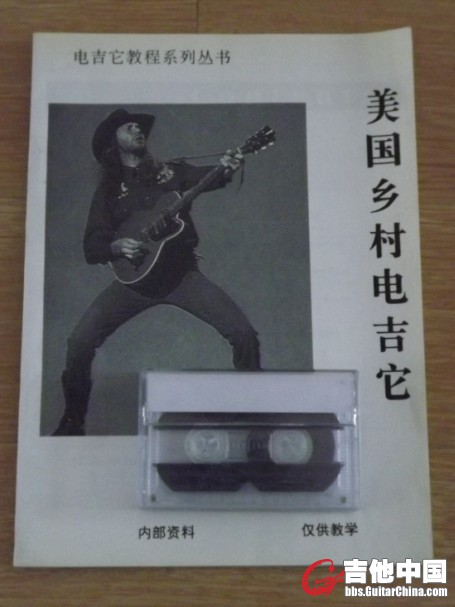 电吉它教程系列丛书
美国乡村电吉它
内部资料
仅供教学
吉他中国
bbs.GuitarChina.com